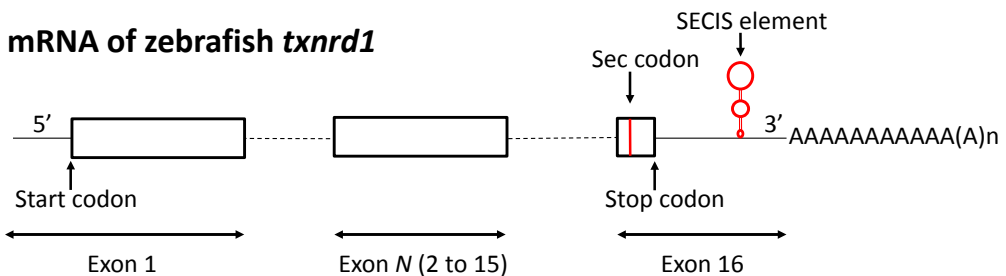 mRNA of zebrafish txnrd1
SECIS element
Sec codon
5’
3’
AAAAAAAAAAA(A)n
Start codon
Stop codon
Exon 1
Exon N (2 to 15)
Exon 16